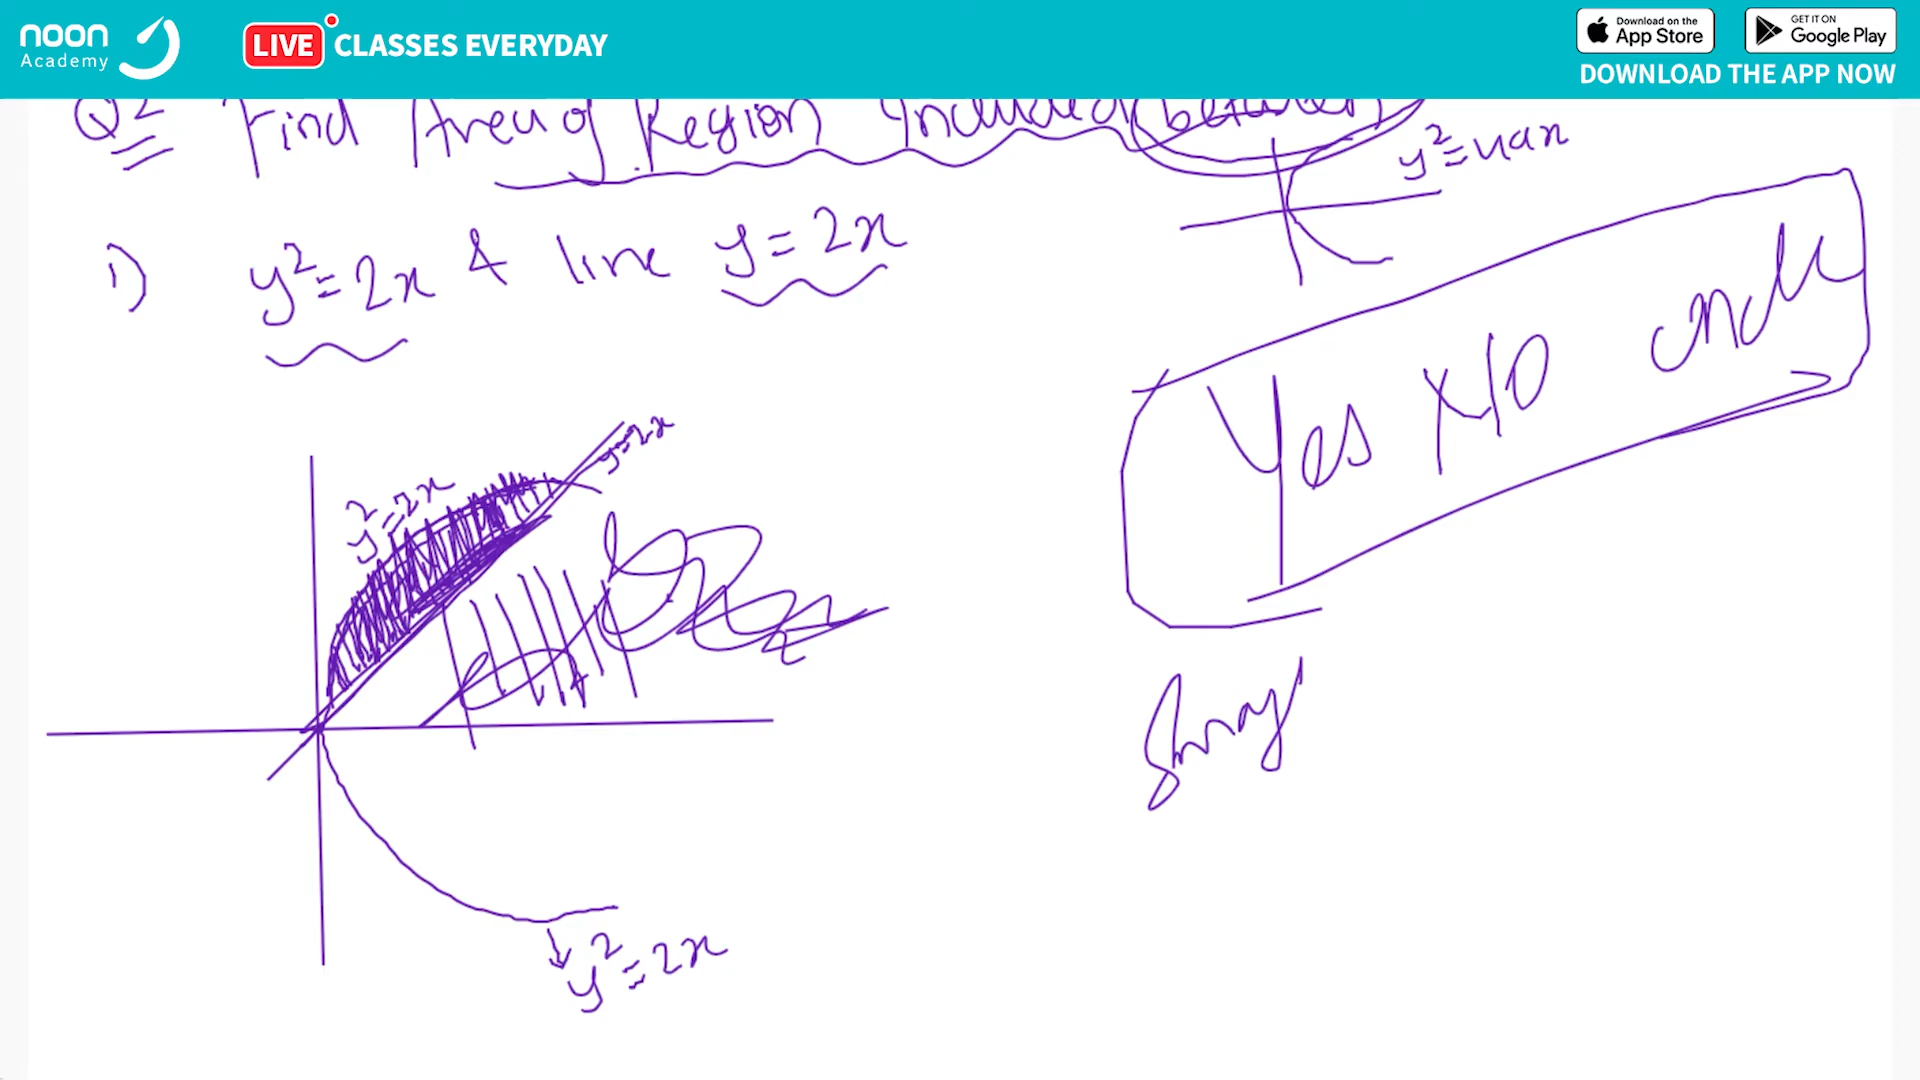 noon
Academy
LIVE CLASSES EVERYDAY
Download on the
App Store
GET IT ON
Google Play
DOWNLOAD THE APP NOW
Q2 Find Area of Region Included between
y²=4ax
1) y²=2x & line y=2x
Yes No
y=2x
y²=2x
y²=2x